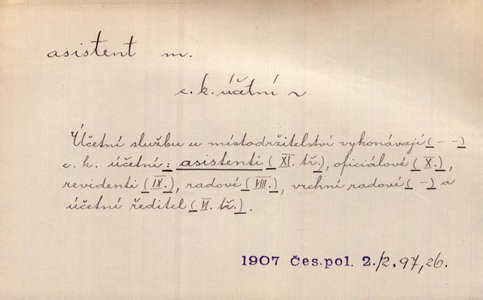 asistent m.
c. k. účetní ~
Účetní službu u místodržitelství vykonávají (– –)
c. k. účetní: asistenti (XI. tř.), oficiálové (X.),
revidenti (IX.), radové (VIII.), vrchní radové (–) a
účetní ředitel (VI. tř.).
1907 Čes.pol. 2./2, 97, 26.